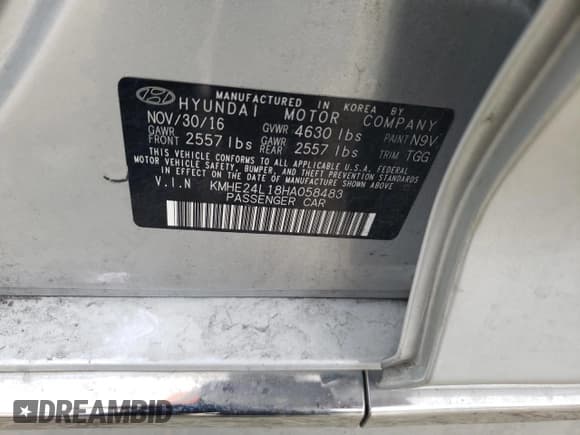 MANUFACTURED IN KOREA BY
HYUNDAI MOTOR COMPANY
NOV/30/16 GVWR 4630 lbs PAINT N9V
GAWR FRONT 2557 lbs GAWR REAR 2557 lbs TRIM TGG
THIS VEHICLE CONFORMS TO ALL APPLICABLE U.S.A. FEDERAL
MOTOR VEHICLE SAFETY, BUMPER, AND THEFT PREVENTION STANDARDS
IN EFFECT ON THE DATE OF MANUFACTURE SHOWN ABOVE.
V.I.N KMHE24L18HA058483
PASSENGER CAR
DREAMBID